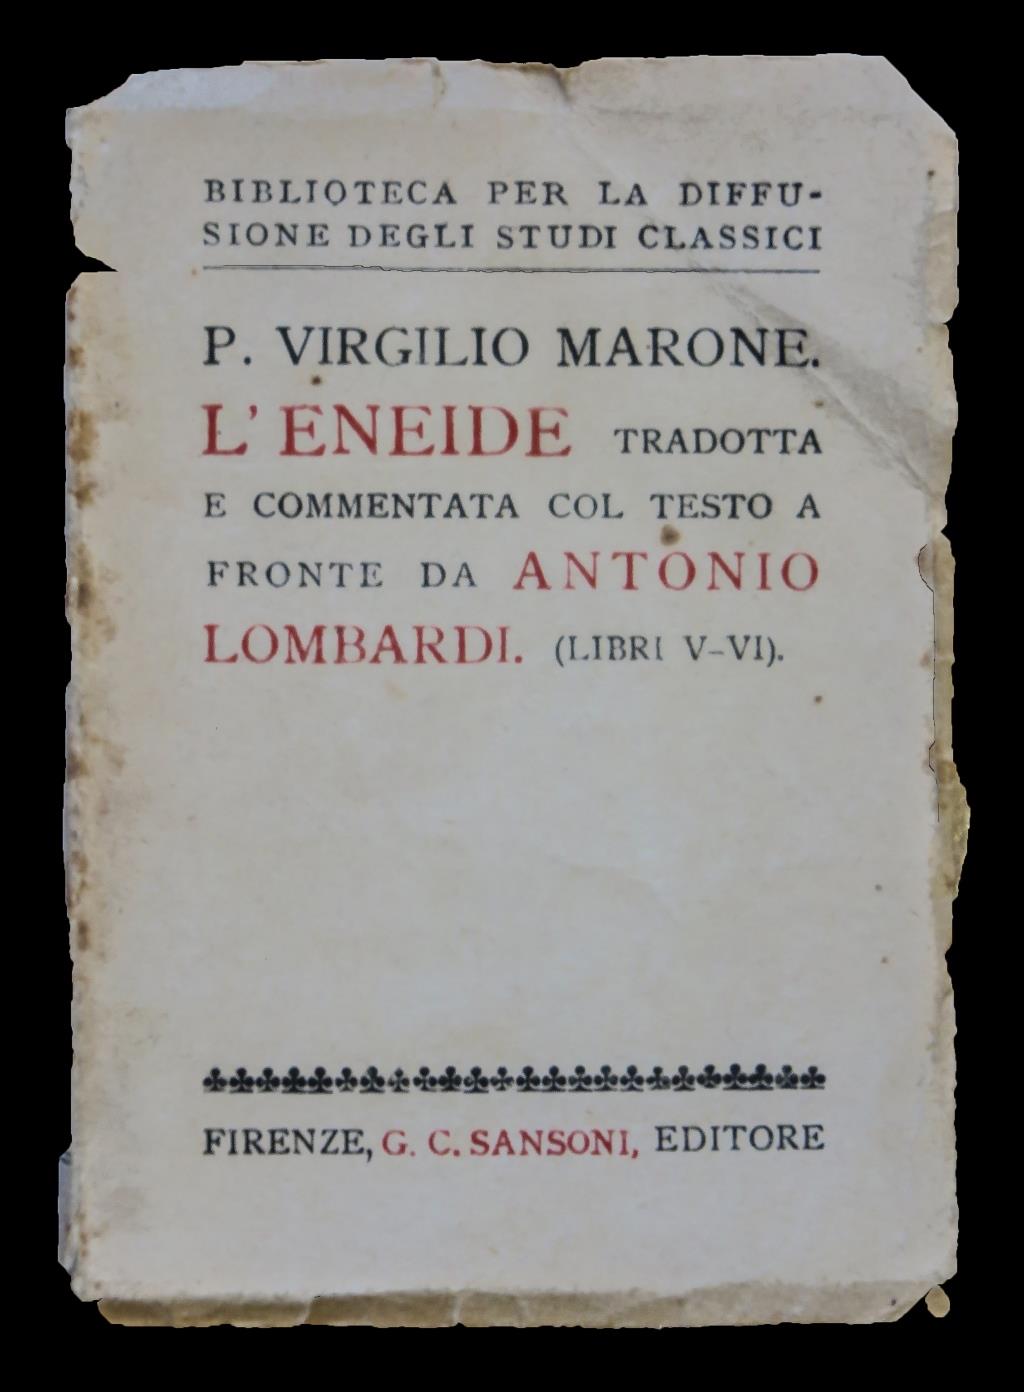 BIBLIOTECA PER LA DIFFU-
SIONE DEGLI STUDI CLASSICI
P. VIRGILIO MARONE.
L'ENEIDE TRADOTTA
E COMMENTATA COL TESTO A
FRONTE DA ANTONIO
LOMBARDI. (LIBRI V-VI).
FIRENZE, G. C. SANSONI, EDITORE